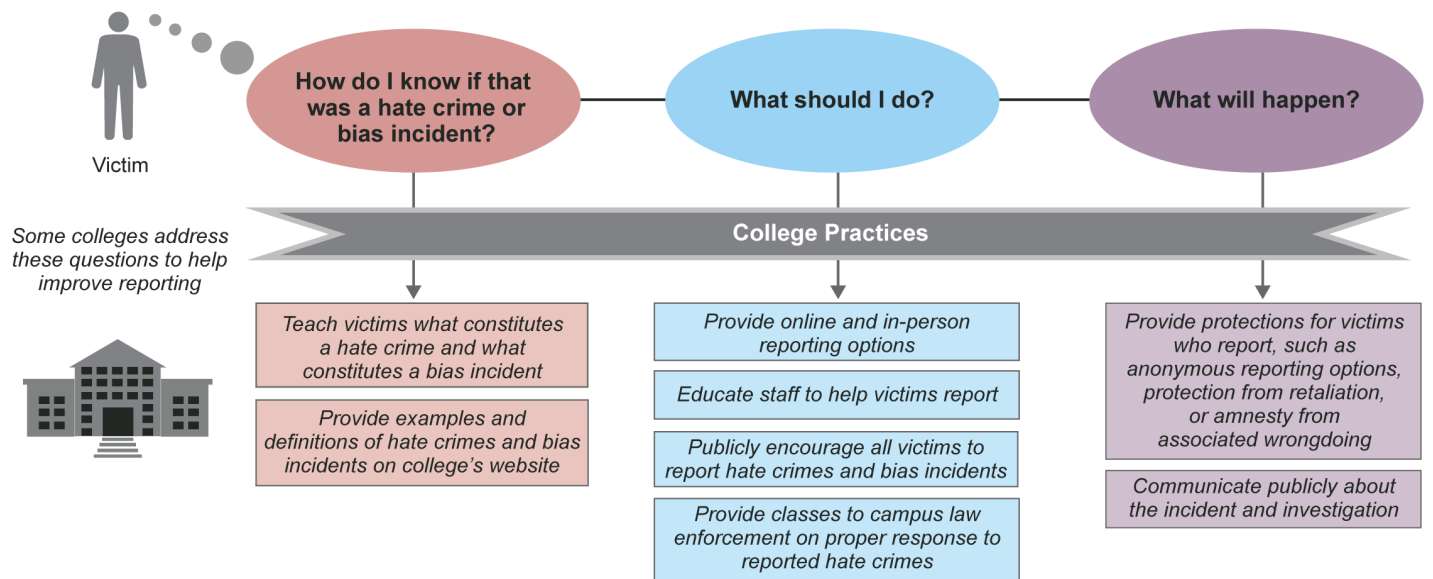 How do I know if that
was a hate crime or
bias incident?
What should I do?
What will happen?
Victim
College Practices
Some colleges address
these questions to help
improve reporting
Teach victims what constitutes
a hate crime and what
constitutes a bias incident
Provide examples and
definitions of hate crimes and bias
incidents on college's website
Provide online and in-person
reporting options
Educate staff to help victims report
Publicly encourage all victims to
report hate crimes and bias incidents
Provide classes to campus law
enforcement on proper response to
reported hate crimes
Provide protections for victims
who report, such as
anonymous reporting options,
protection from retaliation,
or amnesty from
associated wrongdoing
Communicate publicly about
the incident and investigation